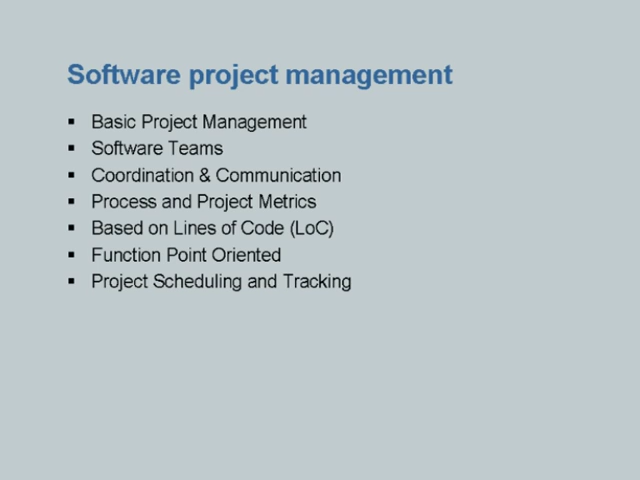 Software project management
▪ Basic Project Management
▪ Software Teams
▪ Coordination & Communication
▪ Process and Project Metrics
▪ Based on Lines of Code (LoC)
▪ Function Point Oriented
▪ Project Scheduling and Tracking